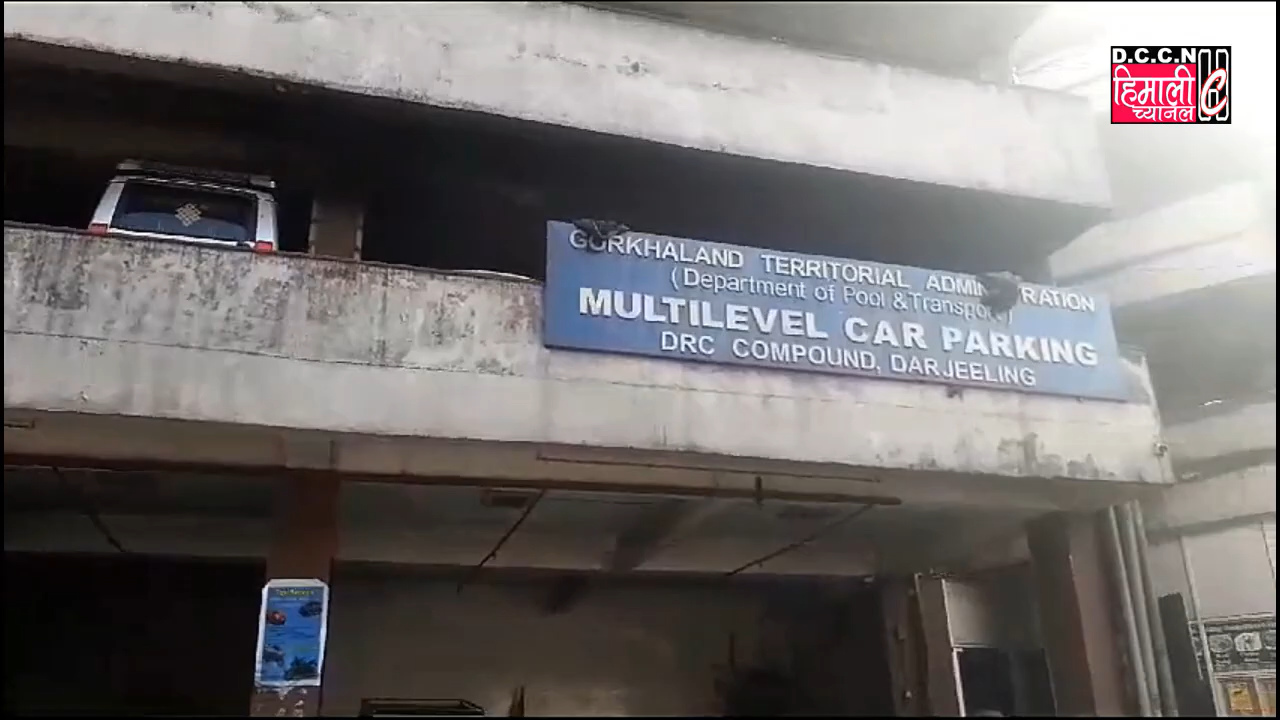 D.C.C.N
हिमाली
च्यानल
GORKHALAND TERRITORIAL ADMINISTRATION
(Department of Pool & Transport)
MULTILEVEL CAR PARKING
DRC COMPOUND, DARJEELING